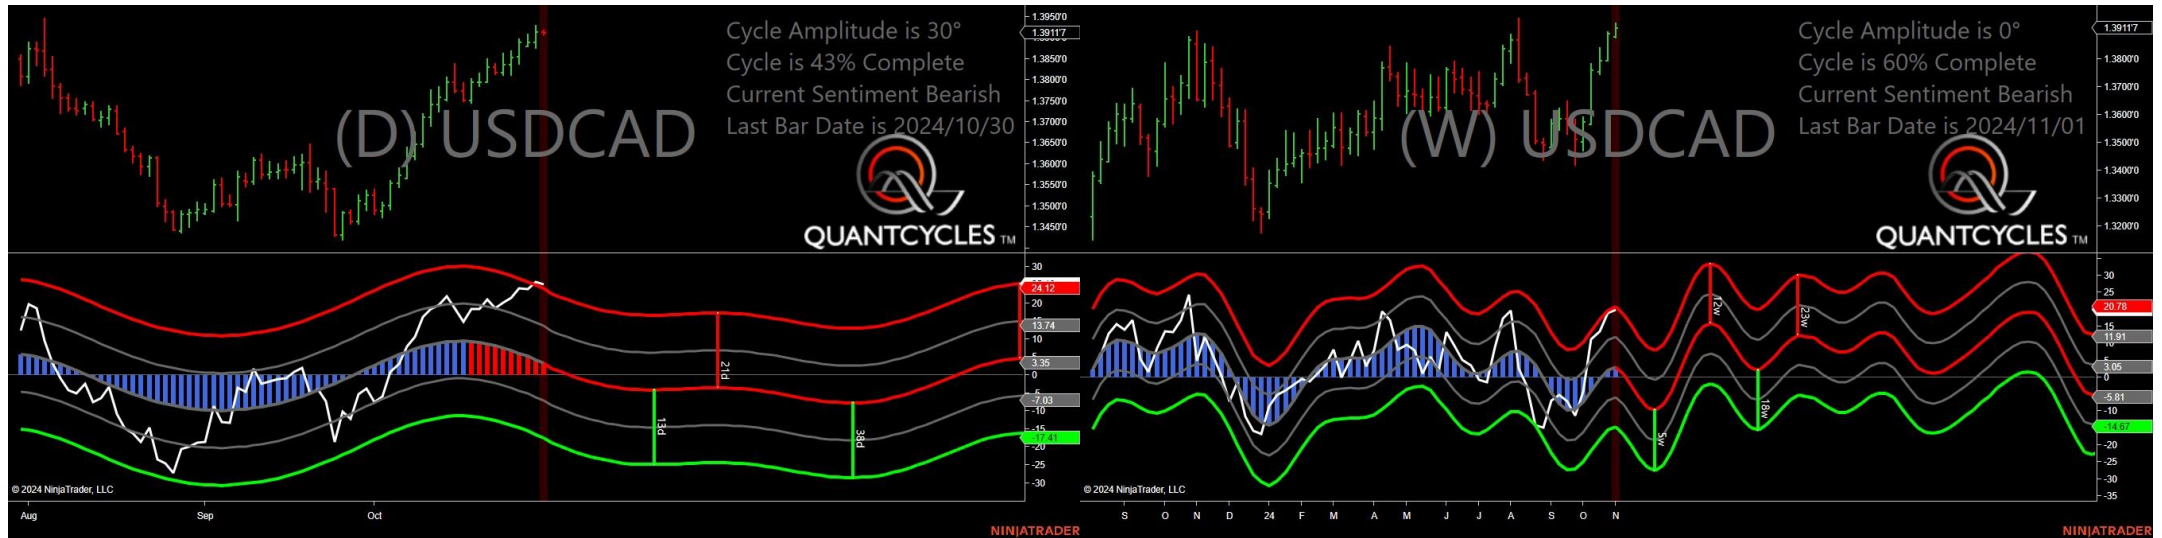 Cycle Amplitude is 30°
Cycle is 43% Complete
Current Sentiment Bearish
Last Bar Date is 2024/10/30
(D) USDCAD
QUANTCYCLES TM
1.3950'0
1.3911'7
1.3850'0
1.3800'0
1.3750'0
1.3700'0
1.3650'0
1.3600'0
1.3550'0
1.3500'0
1.3450'0
30
24.12
20
13.74
10
3.35
0
-7.03
-10
-15
-17.41
-20
-25
-30
13d
21d
38d
© 2024 NinjaTrader, LLC
Aug
Sep
Oct
NINJATRADER
Cycle Amplitude is 0°
Cycle is 60% Complete
Current Sentiment Bearish
Last Bar Date is 2024/11/01
(W) USDCAD
QUANTCYCLES TM
1.3911'7
1.3800'0
1.3700'0
1.3600'0
1.3500'0
1.3400'0
1.3300'0
1.3200'0
30
25
20.78
15
11.91
10
5
3.05
0
-5.81
-10
-14.67
-20
-25
-30
-35
5w
12w
18w
23w
© 2024 NinjaTrader, LLC
S O N D 24 F M A M J J A S O N
NINJATRADER